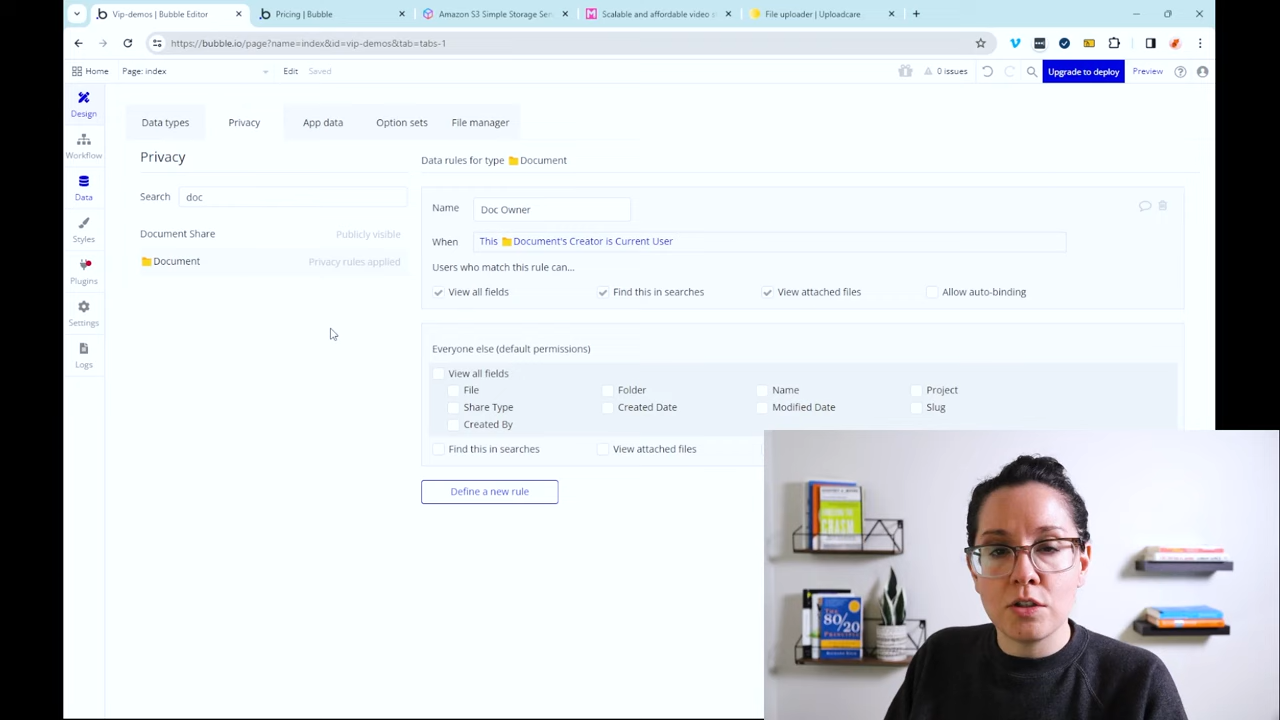 Vip-demos | Bubble Editor
Pricing | Bubble
Amazon S3 Simple Storage Ser
Scalable and affordable video a
File uploader | Uploadcare
https://bubble.io/page?name=index&id=vip-demos&tab=tabs-1
Home
Page: index
Edit
Saved
0 issues
Upgrade to deploy
Preview
Design
Workflow
Data
Styles
Plugins
Settings
Logs
Data types
Privacy
App data
Option sets
File manager
Privacy
Search
doc
Document Share
Publicly visible
Document
Privacy rules applied
Data rules for type Document
Name
Doc Owner
When
This Document's Creator is Current User
Users who match this rule can...
View all fields
Find this in searches
View attached files
Allow auto-binding
Everyone else (default permissions)
View all fields
File
Folder
Name
Project
Share Type
Created Date
Modified Date
Slug
Created By
Find this in searches
View attached files
Define a new rule
THE
80/20
PRINCIPLE